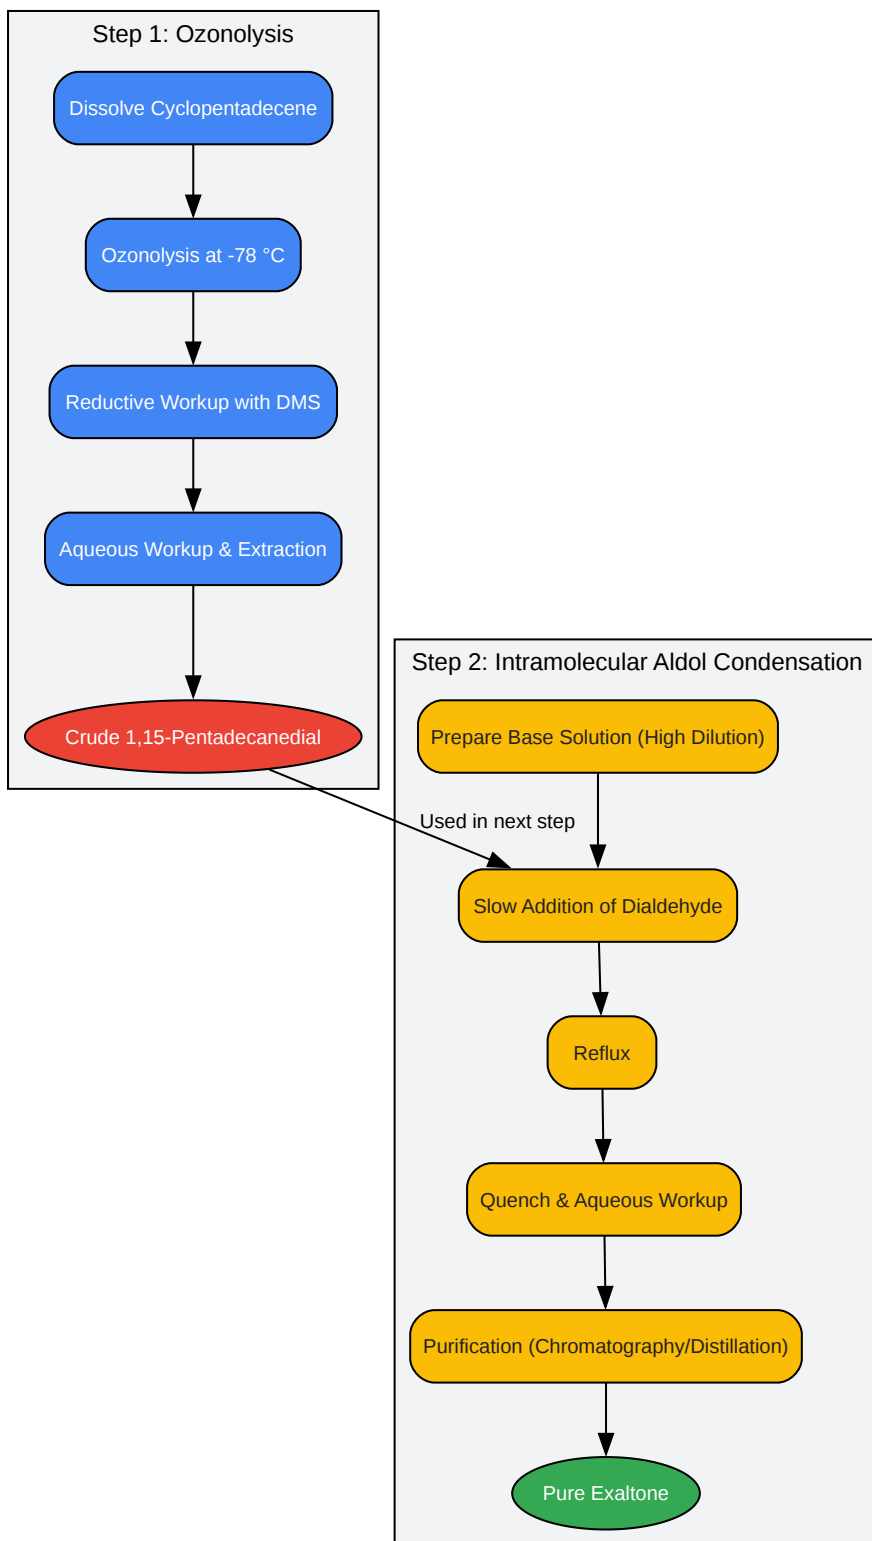 Step 1: Ozonolysis
Dissolve Cyclopentadecene
Ozonolysis at -78 °C
Reductive Workup with DMS
Aqueous Workup & Extraction
Crude 1,15-Pentadecanedial
Step 2: Intramolecular Aldol Condensation
Prepare Base Solution (High Dilution)
Used in next step
Slow Addition of Dialdehyde
Reflux
Quench & Aqueous Workup
Purification (Chromatography/Distillation)
Pure Exaltone